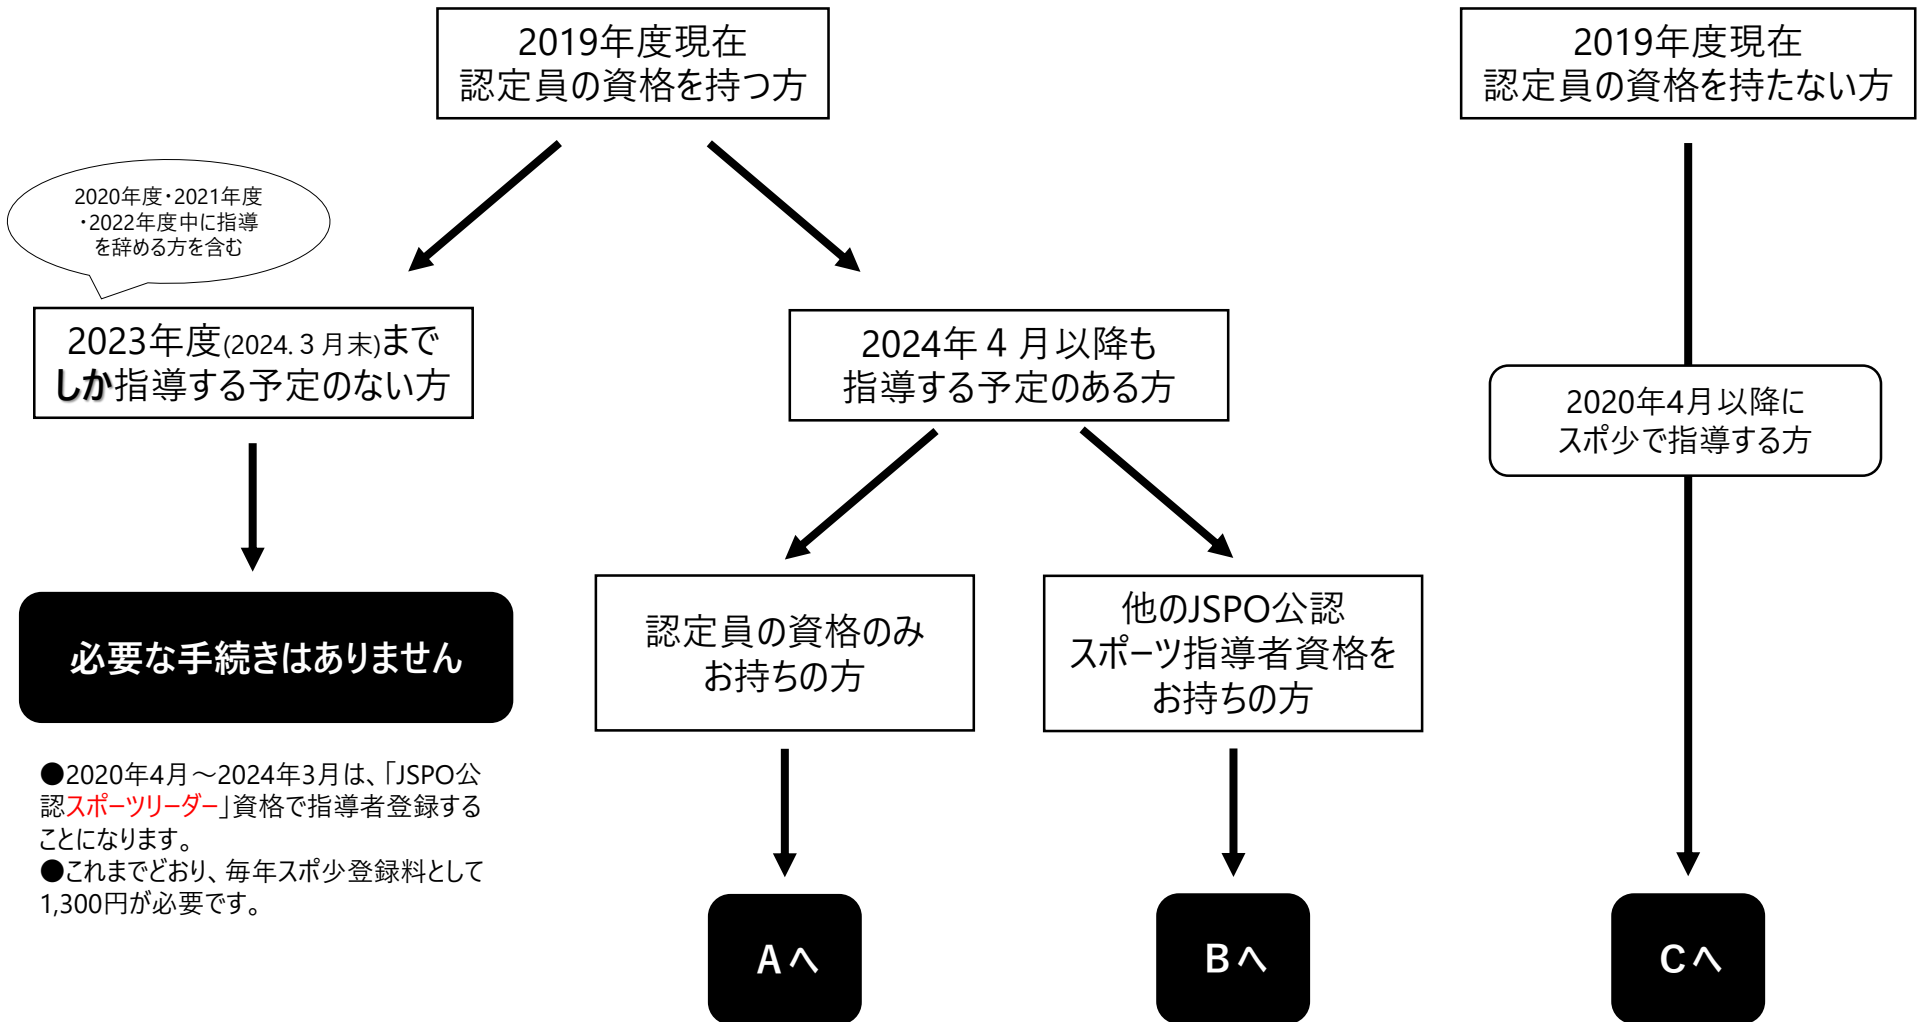 2019年度現在
認定員の資格を持つ方
2019年度現在
認定員の資格を持たない方
2020年度・2021年度
・2022年度中に指導
を辞める方を含む
2023年度(2024.３月末)まで
しか指導する予定のない方
2024年４月以降も
指導する予定のある方
2020年4月以降に
スポ少で指導する方
必要な手続きはありません
認定員の資格のみ
お持ちの方
他のJSPO公認
スポーツ指導者資格を
お持ちの方
●2020年4月～2024年3月は、「JSPO公
認スポーツリーダー」資格で指導者登録する
ことになります。
●これまでどおり、毎年スポ少登録料として
1,300円が必要です。
Aへ
Bへ
Cへ